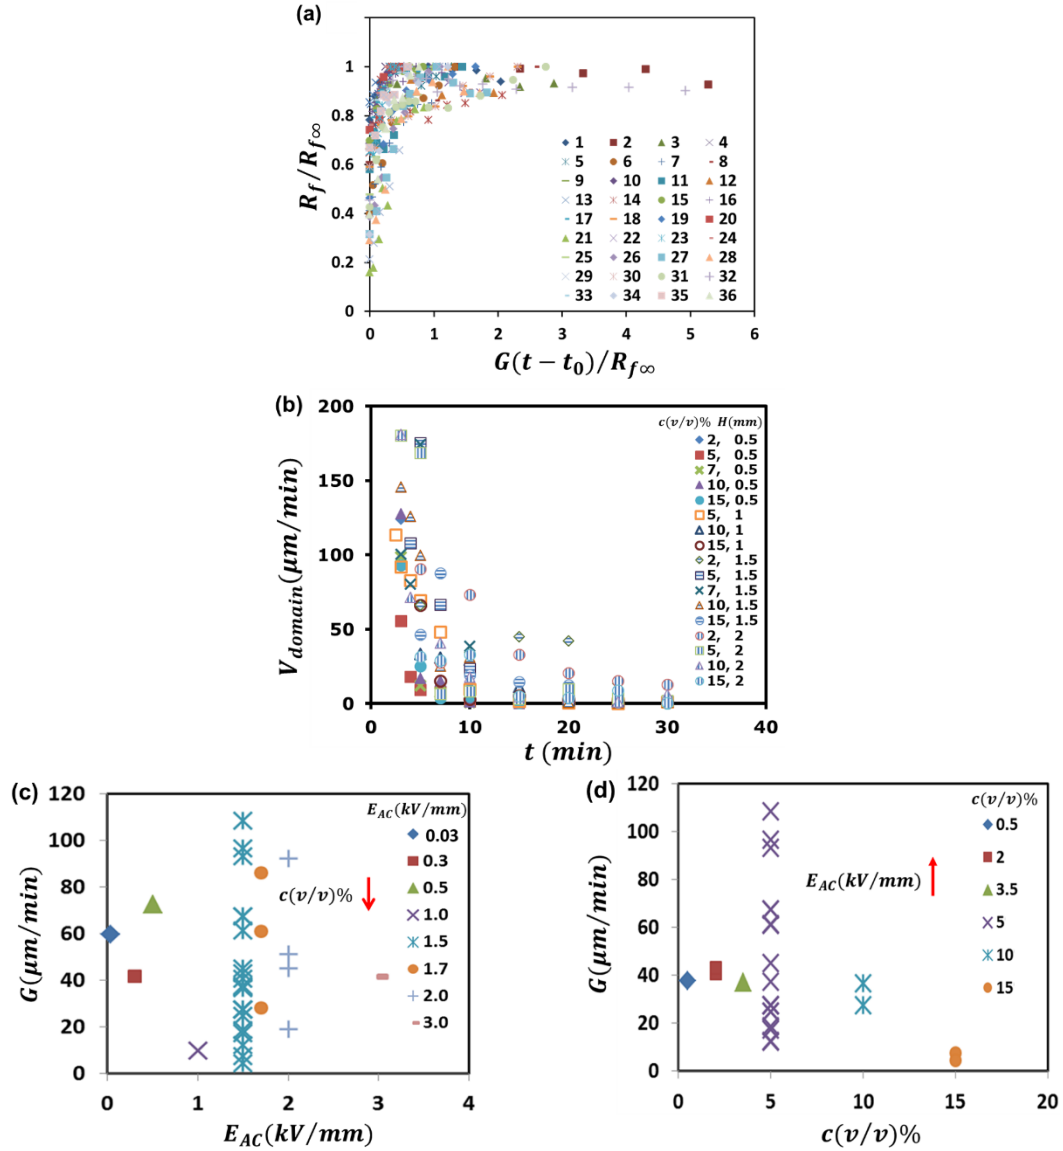 (a)
1
0.8
0.6
0.4
0.2
0
R_f/R_f∞
0 1 2 3 4 5 6
G(t − t_0)/R_f∞
1 2 3 4
5 6 7 8
9 10 11 12
13 14 15 16
17 18 19 20
21 22 23 24
25 26 27 28
29 30 31 32
33 34 35 36
(b)
200
150
100
50
0
V_domain(μm/min)
0 10 20 30 40
t (min)
c(v/v)% H(mm)
2, 0.5
5, 0.5
7, 0.5
10, 0.5
15, 0.5
5, 1
10, 1
15, 1
2, 1.5
5, 1.5
7, 1.5
10, 1.5
15, 1.5
2, 2
5, 2
10, 2
15, 2
(c)
120
100
80
60
40
20
0
G(μm/min)
0 1 2 3 4
E_AC(kV/mm)
E_AC(kV/mm)
0.03
0.3
0.5
1.0
1.5
1.7
2.0
3.0
c(v/v)%
(d)
120
100
80
60
40
20
0
G(μm/min)
0 5 10 15 20
c(v/v)%
c(v/v)%
0.5
2
3.5
5
10
15
E_AC(kV/mm)